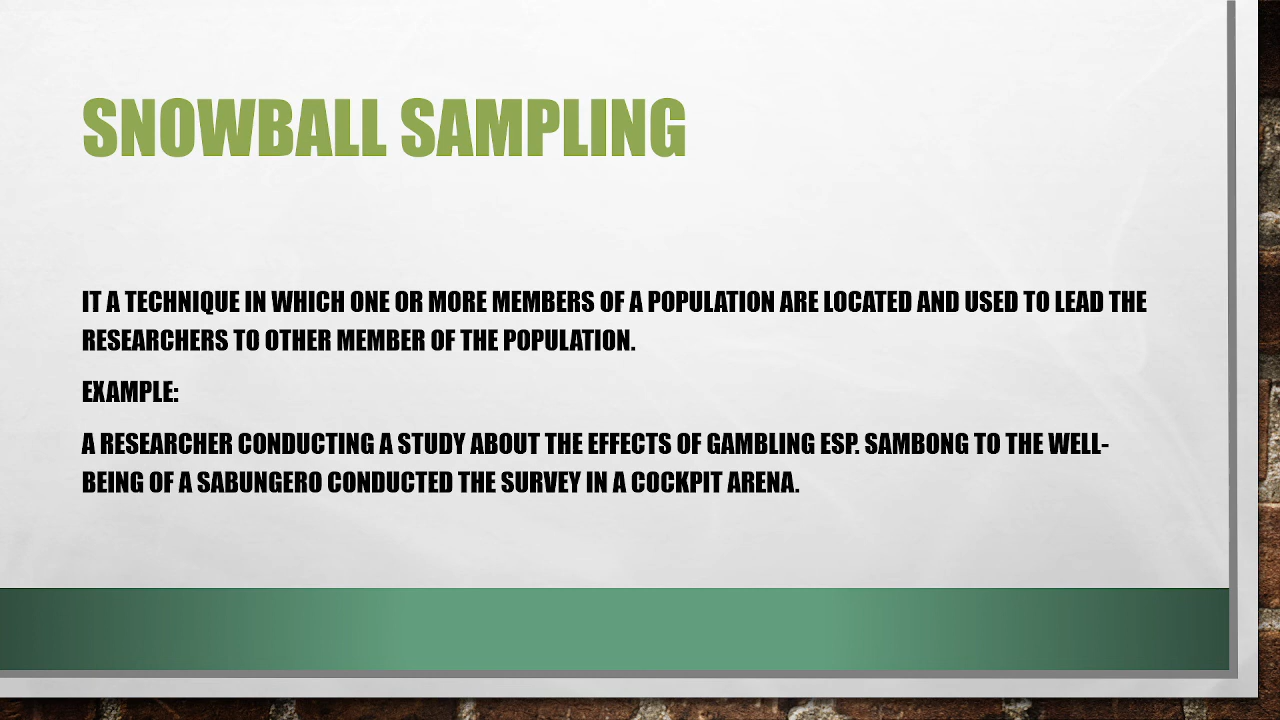 SNOWBALL SAMPLING
IT A TECHNIQUE IN WHICH ONE OR MORE MEMBERS OF A POPULATION ARE LOCATED AND USED TO LEAD THE
RESEARCHERS TO OTHER MEMBER OF THE POPULATION.
EXAMPLE:
A RESEARCHER CONDUCTING A STUDY ABOUT THE EFFECTS OF GAMBLING ESP. SAMBONG TO THE WELL-
BEING OF A SABUNGERO CONDUCTED THE SURVEY IN A COCKPIT ARENA.